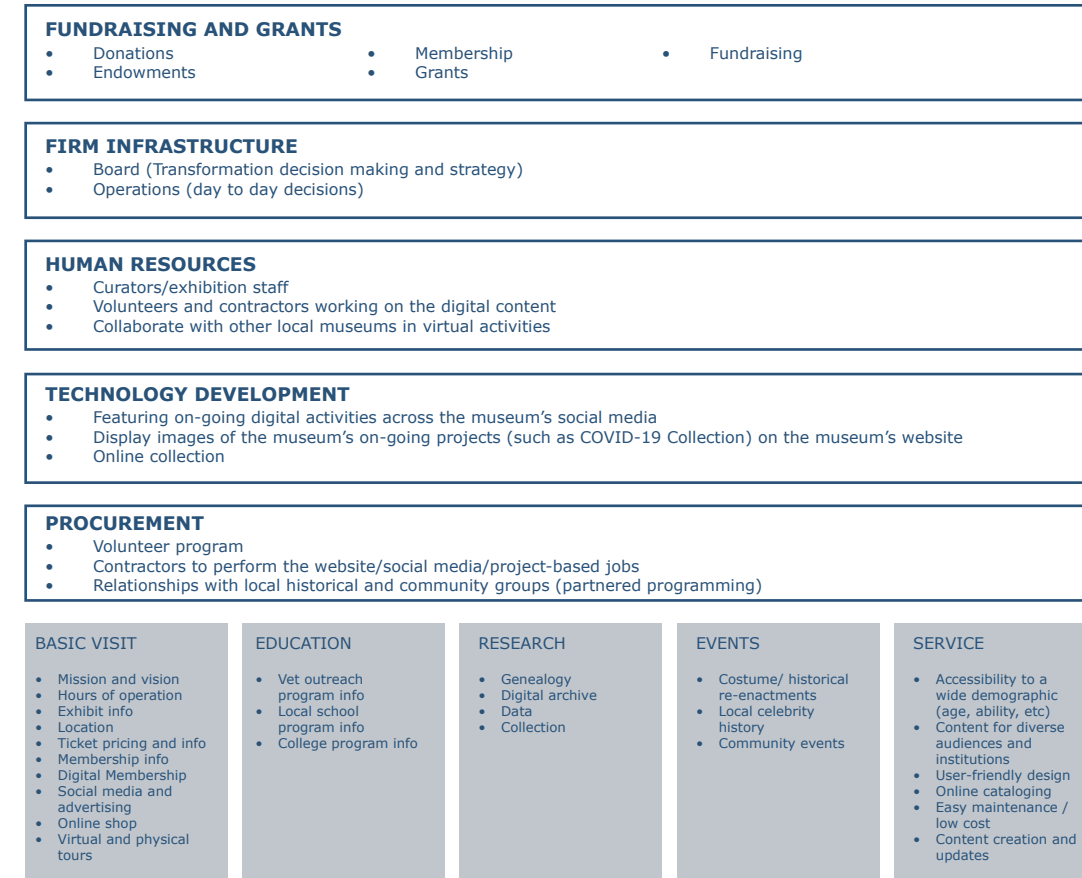 FUNDRAISING AND GRANTS
• Donations
• Endowments
• Membership
• Grants
• Fundraising
FIRM INFRASTRUCTURE
• Board (Transformation decision making and strategy)
• Operations (day to day decisions)
HUMAN RESOURCES
• Curators/exhibition staff
• Volunteers and contractors working on the digital content
• Collaborate with other local museums in virtual activities
TECHNOLOGY DEVELOPMENT
• Featuring on-going digital activities across the museum’s social media
• Display images of the museum’s on-going projects (such as COVID-19 Collection) on the museum’s website
• Online collection
PROCUREMENT
• Volunteer program
• Contractors to perform the website/social media/project-based jobs
• Relationships with local historical and community groups (partnered programming)
BASIC VISIT
• Mission and vision
• Hours of operation
• Exhibit info
• Location
• Ticket pricing and info
• Membership info
• Digital Membership
• Social media and
advertising
• Online shop
• Virtual and physical
tours
EDUCATION
• Vet outreach
program info
• Local school
program info
• College program info
RESEARCH
• Genealogy
• Digital archive
• Data
• Collection
EVENTS
• Costume/ historical
re-enactments
• Local celebrity
history
• Community events
SERVICE
• Accessibility to a
wide demographic
(age, ability, etc)
• Content for diverse
audiences and
institutions
• User-friendly design
• Online cataloging
• Easy maintenance /
low cost
• Content creation and
updates